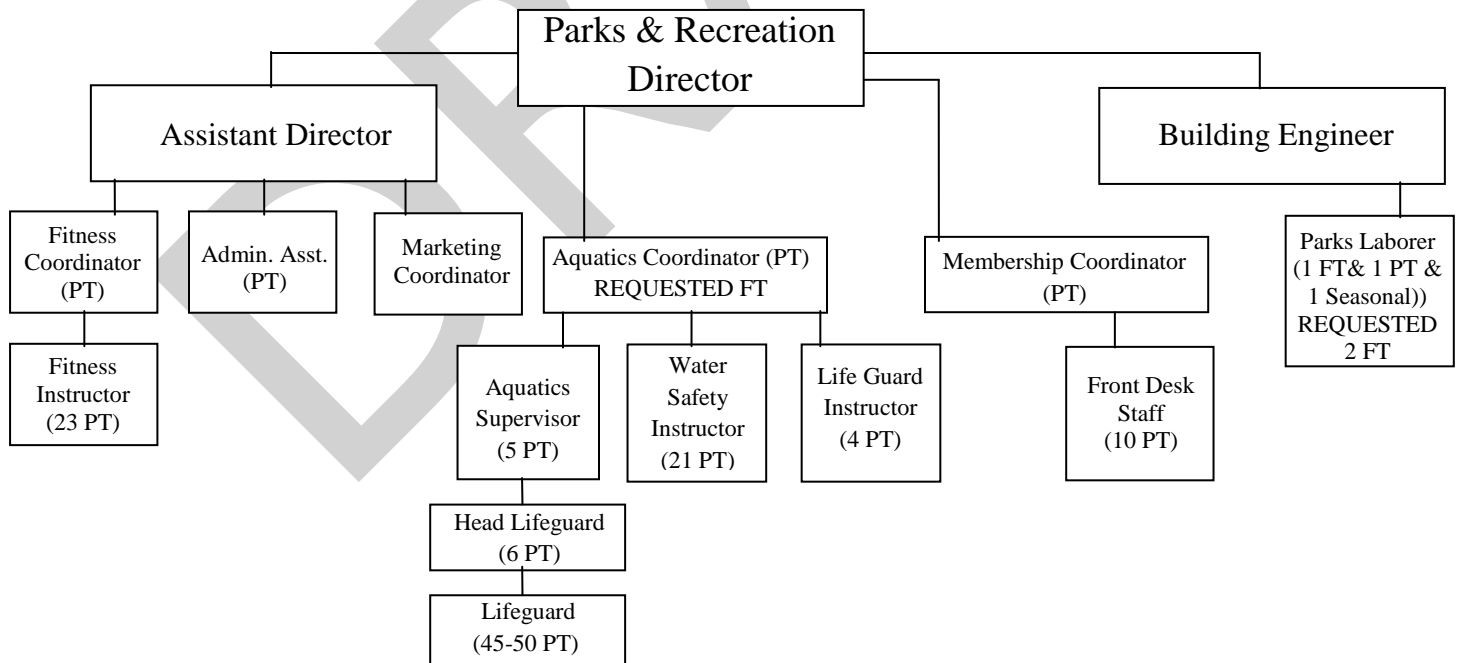 Parks & Recreation
Director
Assistant Director
Building Engineer
Fitness
Coordinator
(PT)
Admin. Asst.
(PT)
Marketing
Coordinator
Aquatics Coordinator (PT)
REQUESTED FT
Membership Coordinator
(PT)
Parks Laborer
(1 FT& 1 PT &
1 Seasonal))
REQUESTED
2 FT
Fitness
Instructor
(23 PT)
Aquatics
Supervisor
(5 PT)
Water
Safety
Instructor
(21 PT)
Life Guard
Instructor
(4 PT)
Front Desk
Staff
(10 PT)
Head Lifeguard
(6 PT)
Lifeguard
(45-50 PT)